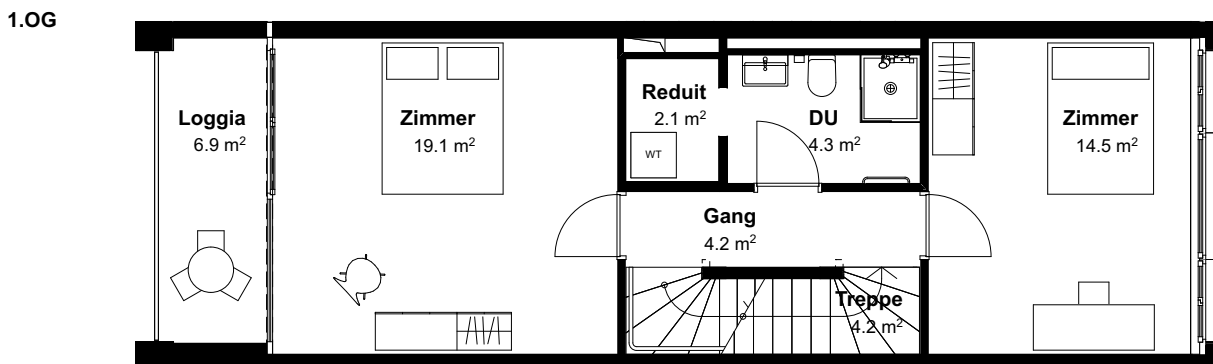 1.OG
Loggia
6.9 m²
Zimmer
19.1 m²
Reduit
2.1 m²
WT
DU
4.3 m²
Zimmer
14.5 m²
Gang
4.2 m²
Treppe
4.2 m²